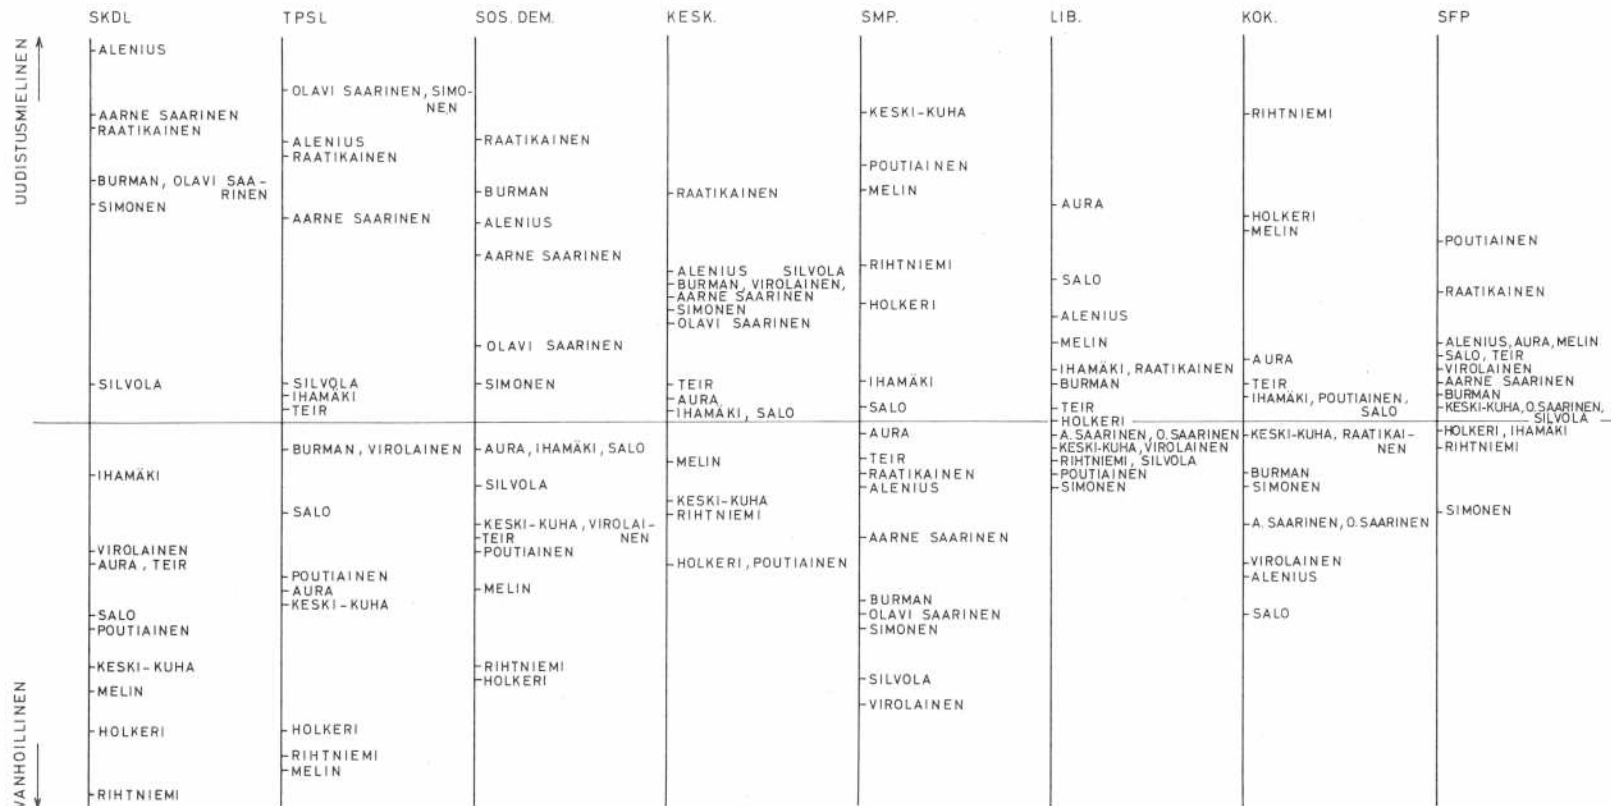 SKDL
TPSL
SOS. DEM.
KESK.
SMP.
LIB.
KOK.
SFP
UUDISTUSMIELINEN
VANHOILLINEN
ALENIUS
AARNE SAARINEN
RAATIKAINEN
BURMAN, OLAVI SAA-
RINEN
SIMONEN
SILVOLA
IHAMÄKI
VIROLAINEN
AURA, TEIR
SALO
POUTIAINEN
KESKI-KUHA
MELIN
HOLKERI
RIHTNIEMI
OLAVI SAARINEN, SIMO-
NEN
ALENIUS
RAATIKAINEN
AARNE SAARINEN
SILVOLA
IHAMÄKI
TEIR
BURMAN, VIROLAINEN
SALO
POUTIAINEN
AURA
KESKI-KUHA
HOLKERI
RIHTNIEMI
MELIN
RAATIKAINEN
BURMAN
ALENIUS
AARNE SAARINEN
OLAVI SAARINEN
SIMONEN
AURA, IHAMÄKI, SALO
SILVOLA
KESKI-KUHA, VIROLAI-
TEIR NEN
POUTIAINEN
MELIN
RIHTNIEMI
HOLKERI
RAATIKAINEN
ALENIUS SILVOLA
BURMAN, VIROLAINEN,
AARNE SAARINEN
SIMONEN
OLAVI SAARINEN
TEIR
AURA
IHAMÄKI, SALO
MELIN
KESKI-KUHA
RIHTNIEMI
HOLKERI, POUTIAINEN
KESKI-KUHA
POUTIAINEN
MELIN
RIHTNIEMI
HOLKERI
IHAMÄKI
SALO
AURA
TEIR
RAATIKAINEN
ALENIUS
AARNE SAARINEN
BURMAN
OLAVI SAARINEN
SIMONEN
SILVOLA
VIROLAINEN
AURA
SALO
ALENIUS
MELIN
IHAMÄKI, RAATIKAINEN
BURMAN
TEIR
HOLKERI
A. SAARINEN, O. SAARINEN
KESKI-KUHA, VIROLAINEN
RIHTNIEMI, SILVOLA
POUTIAINEN
SIMONEN
RIHTNIEMI
HOLKERI
MELIN
AURA
TEIR
IHAMÄKI, POUTIAINEN,
SALO
KESKI-KUHA, RAATIKAI-
NEN
BURMAN
SIMONEN
A. SAARINEN, O. SAARINEN
VIROLAINEN
ALENIUS
SALO
POUTIAINEN
RAATIKAINEN
ALENIUS, AURA, MELIN
SALO, TEIR
VIROLAINEN
AARNE SAARINEN
BURMAN
KESKI-KUHA, O. SAARINEN,
SILVOLA
HOLKERI, IHAMÄKI
RIHTNIEMI
SIMONEN